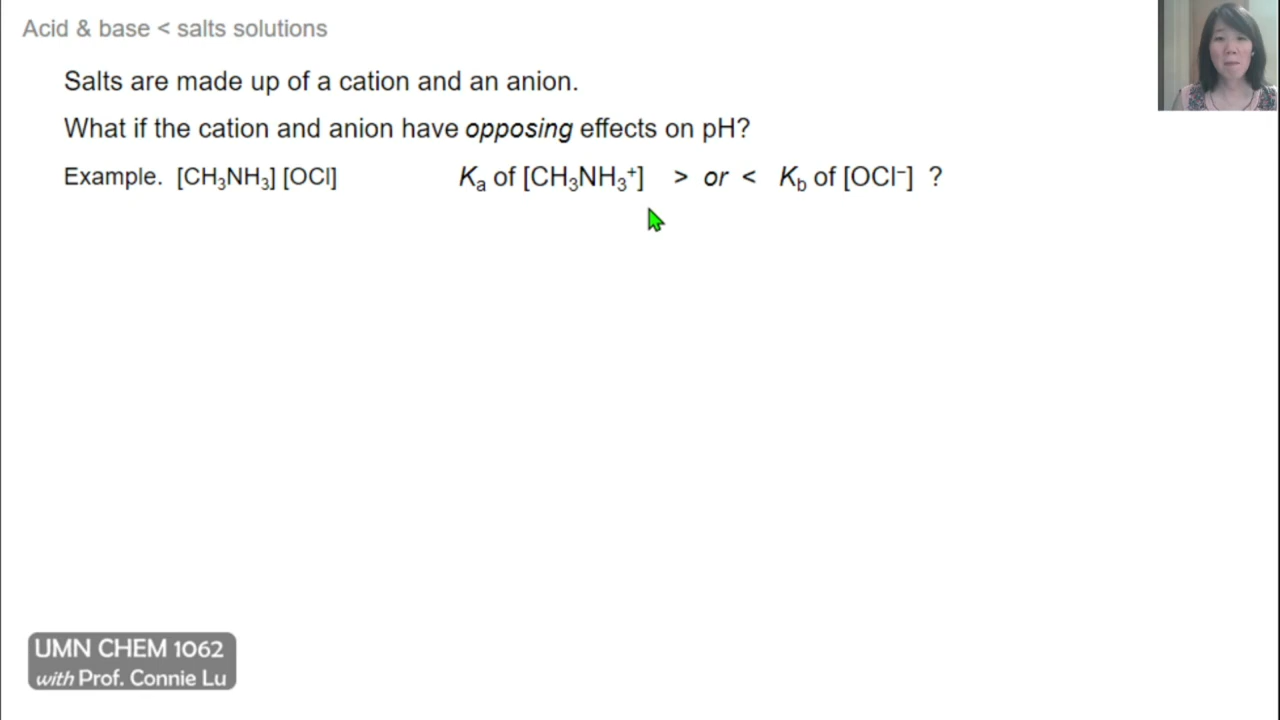 Acid & base < salts solutions
Salts are made up of a cation and an anion.
What if the cation and anion have opposing effects on pH?
Example. [CH₃NH₃] [OCl] Kₐ of [CH₃NH₃⁺] > or < K_b of [OCl⁻] ?
UMN CHEM 1062
with Prof. Connie Lu